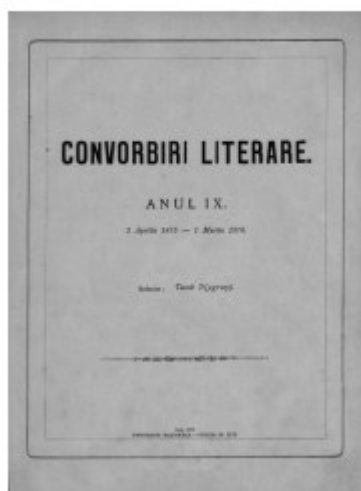 CONVORBIRI LITERARE.
ANUL IX.
1 Aprilie 1875 — 1 Martie 1876.
Redactor: Iacob Negruzzi.